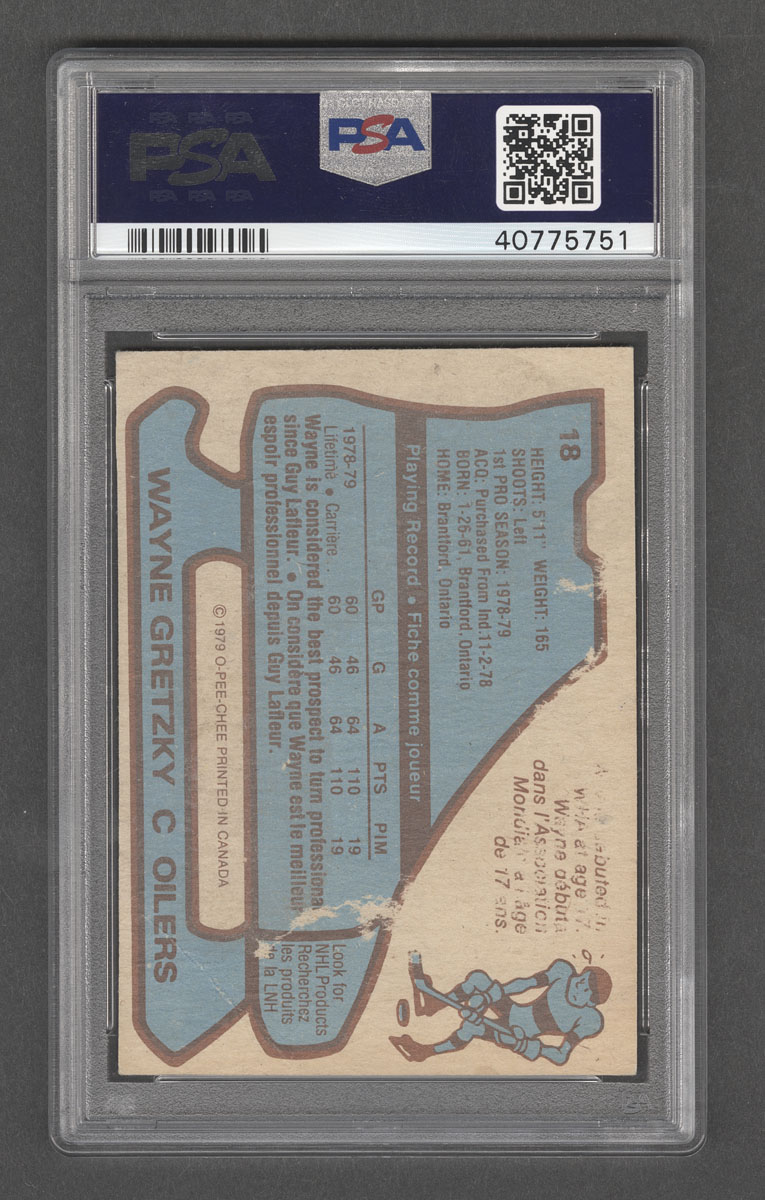 PSA
PSA
40775751
18
HEIGHT: 5'11" WEIGHT: 165
SHOOTS: Left
1st PRO SEASON: 1978-79
ACQ: Purchased From Ind.11-2-78
BORN: 1-26-61, Brantford, Ontario
HOME: Brantford, Ontario
WHA at age 17.
Wayne débuta
dans l'Association
de 17 ans.
Playing Record • Fiche comme joueur
GP G A PTS PIM
1978-79 60 46 64 110 19
Lifetime • Carrière... 60 46 64 110 19
Wayne is considered the best prospect to turn professional
since Guy Lafleur. • On considère que Wayne est le meilleur
espoir professionnel depuis Guy Lafleur.
Look for
NHL Products
Recherchez
les produits
de la LNH
© 1979 O-PEE-CHEE PRINTED IN CANADA
WAYNE GRETZKY C OILERS